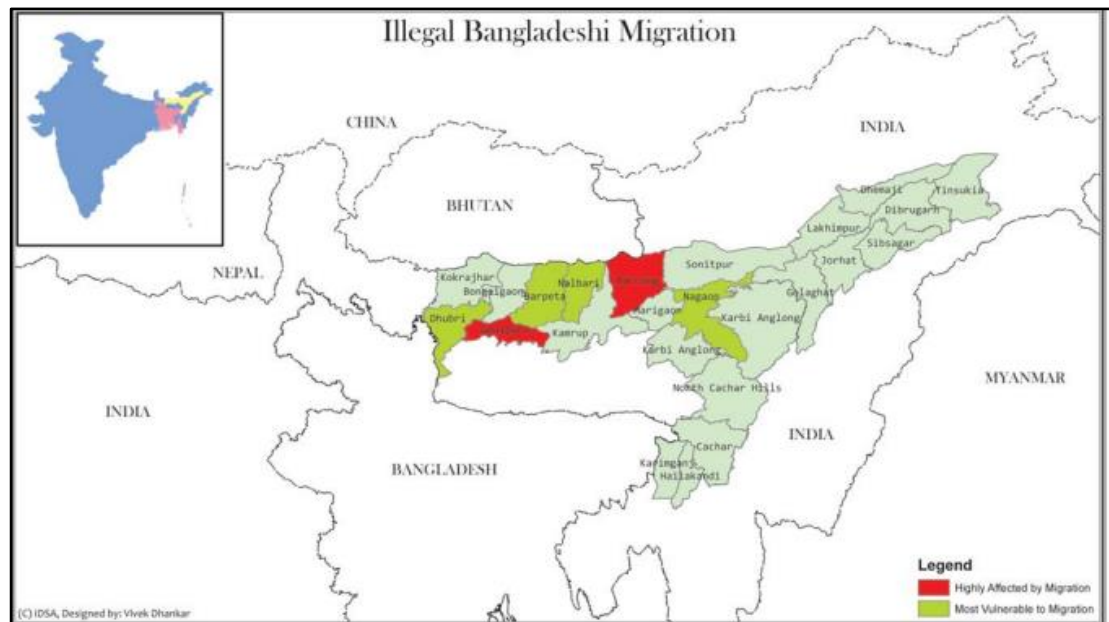 Illegal Bangladeshi Migration
CHINA
INDIA
BHUTAN
NEPAL
Dhemaji
Tinsukia
Dibrugarh
Lakhimpur
Sibsagar
Jorhat
Sonitpur
Kokrajhar
Bongaigaon
Barpeta
Nalbari
Nagaon
Golaghat
Marigaon
Karbi Anglong
Dhubri
Kamrup
Karbi Anglong
North Cachar Hills
MYANMAR
INDIA
INDIA
BANGLADESH
Cachar
Karimganj
Hailakandi
Legend
Highly Affected by Migration
Most Vulnerable to Migration
(C) IDSA, Designed by: Vivek Dhankar